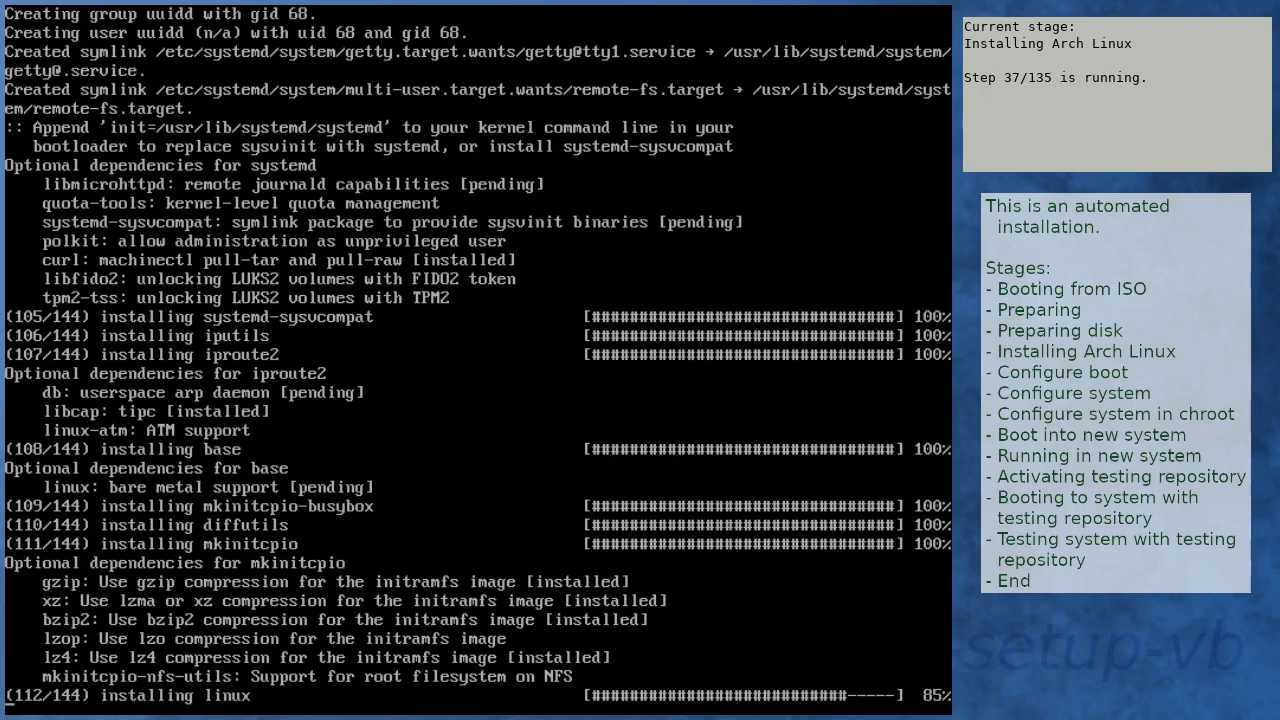 Creating group uuidd with gid 68.
Creating user uuidd (n/a) with uid 68 and gid 68.
Created symlink /etc/systemd/system/getty.target.wants/getty@tty1.service → /usr/lib/systemd/system/
getty@.service.
Created symlink /etc/systemd/system/multi-user.target.wants/remote-fs.target → /usr/lib/systemd/syst
em/remote-fs.target.
:: Append 'init=/usr/lib/systemd/systemd' to your kernel command line in your
   bootloader to replace sysvinit with systemd, or install systemd-sysvcompat
Optional dependencies for systemd
    libmicrohttpd: remote journald capabilities [pending]
    quota-tools: kernel-level quota management
    systemd-sysvcompat: symlink package to provide sysvinit binaries [pending]
    polkit: allow administration as unprivileged user
    curl: machinectl pull-tar and pull-raw [installed]
    libfido2: unlocking LUKS2 volumes with FIDO2 token
    tpm2-tss: unlocking LUKS2 volumes with TPM2
(105/144) installing systemd-sysvcompat [################################] 100%
(106/144) installing iputils [################################] 100%
(107/144) installing iproute2 [################################] 100%
Optional dependencies for iproute2
    db: userspace arp daemon [pending]
    libcap: tipc [installed]
    linux-atm: ATM support
(108/144) installing base [################################] 100%
Optional dependencies for base
    linux: bare metal support [pending]
(109/144) installing mkinitcpio-busybox [################################] 100%
(110/144) installing diffutils [################################] 100%
(111/144) installing mkinitcpio [################################] 100%
Optional dependencies for mkinitcpio
    gzip: Use gzip compression for the initramfs image [installed]
    xz: Use lzma or xz compression for the initramfs image [installed]
    bzip2: Use bzip2 compression for the initramfs image [installed]
    lzop: Use lzo compression for the initramfs image
    lz4: Use lz4 compression for the initramfs image [installed]
    mkinitcpio-nfs-utils: Support for root filesystem on NFS
(112/144) installing linux [###########################-----] 85%
Current stage:
Installing Arch Linux
Step 37/135 is running.
This is an automated
installation.
Stages:
- Booting from ISO
- Preparing
- Preparing disk
- Installing Arch Linux
- Configure boot
- Configure system
- Configure system in chroot
- Boot into new system
- Running in new system
- Activating testing repository
- Booting to system with
testing repository
- Testing system with testing
repository
- End
setup-vb